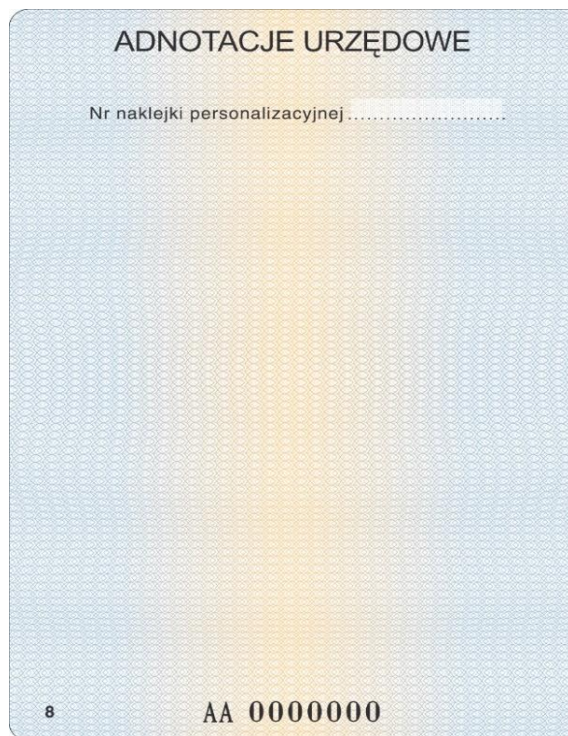 ADNOTACJE URZĘDOWE
Nr naklejki personalizacyjnej .........................
8
AA 0000000